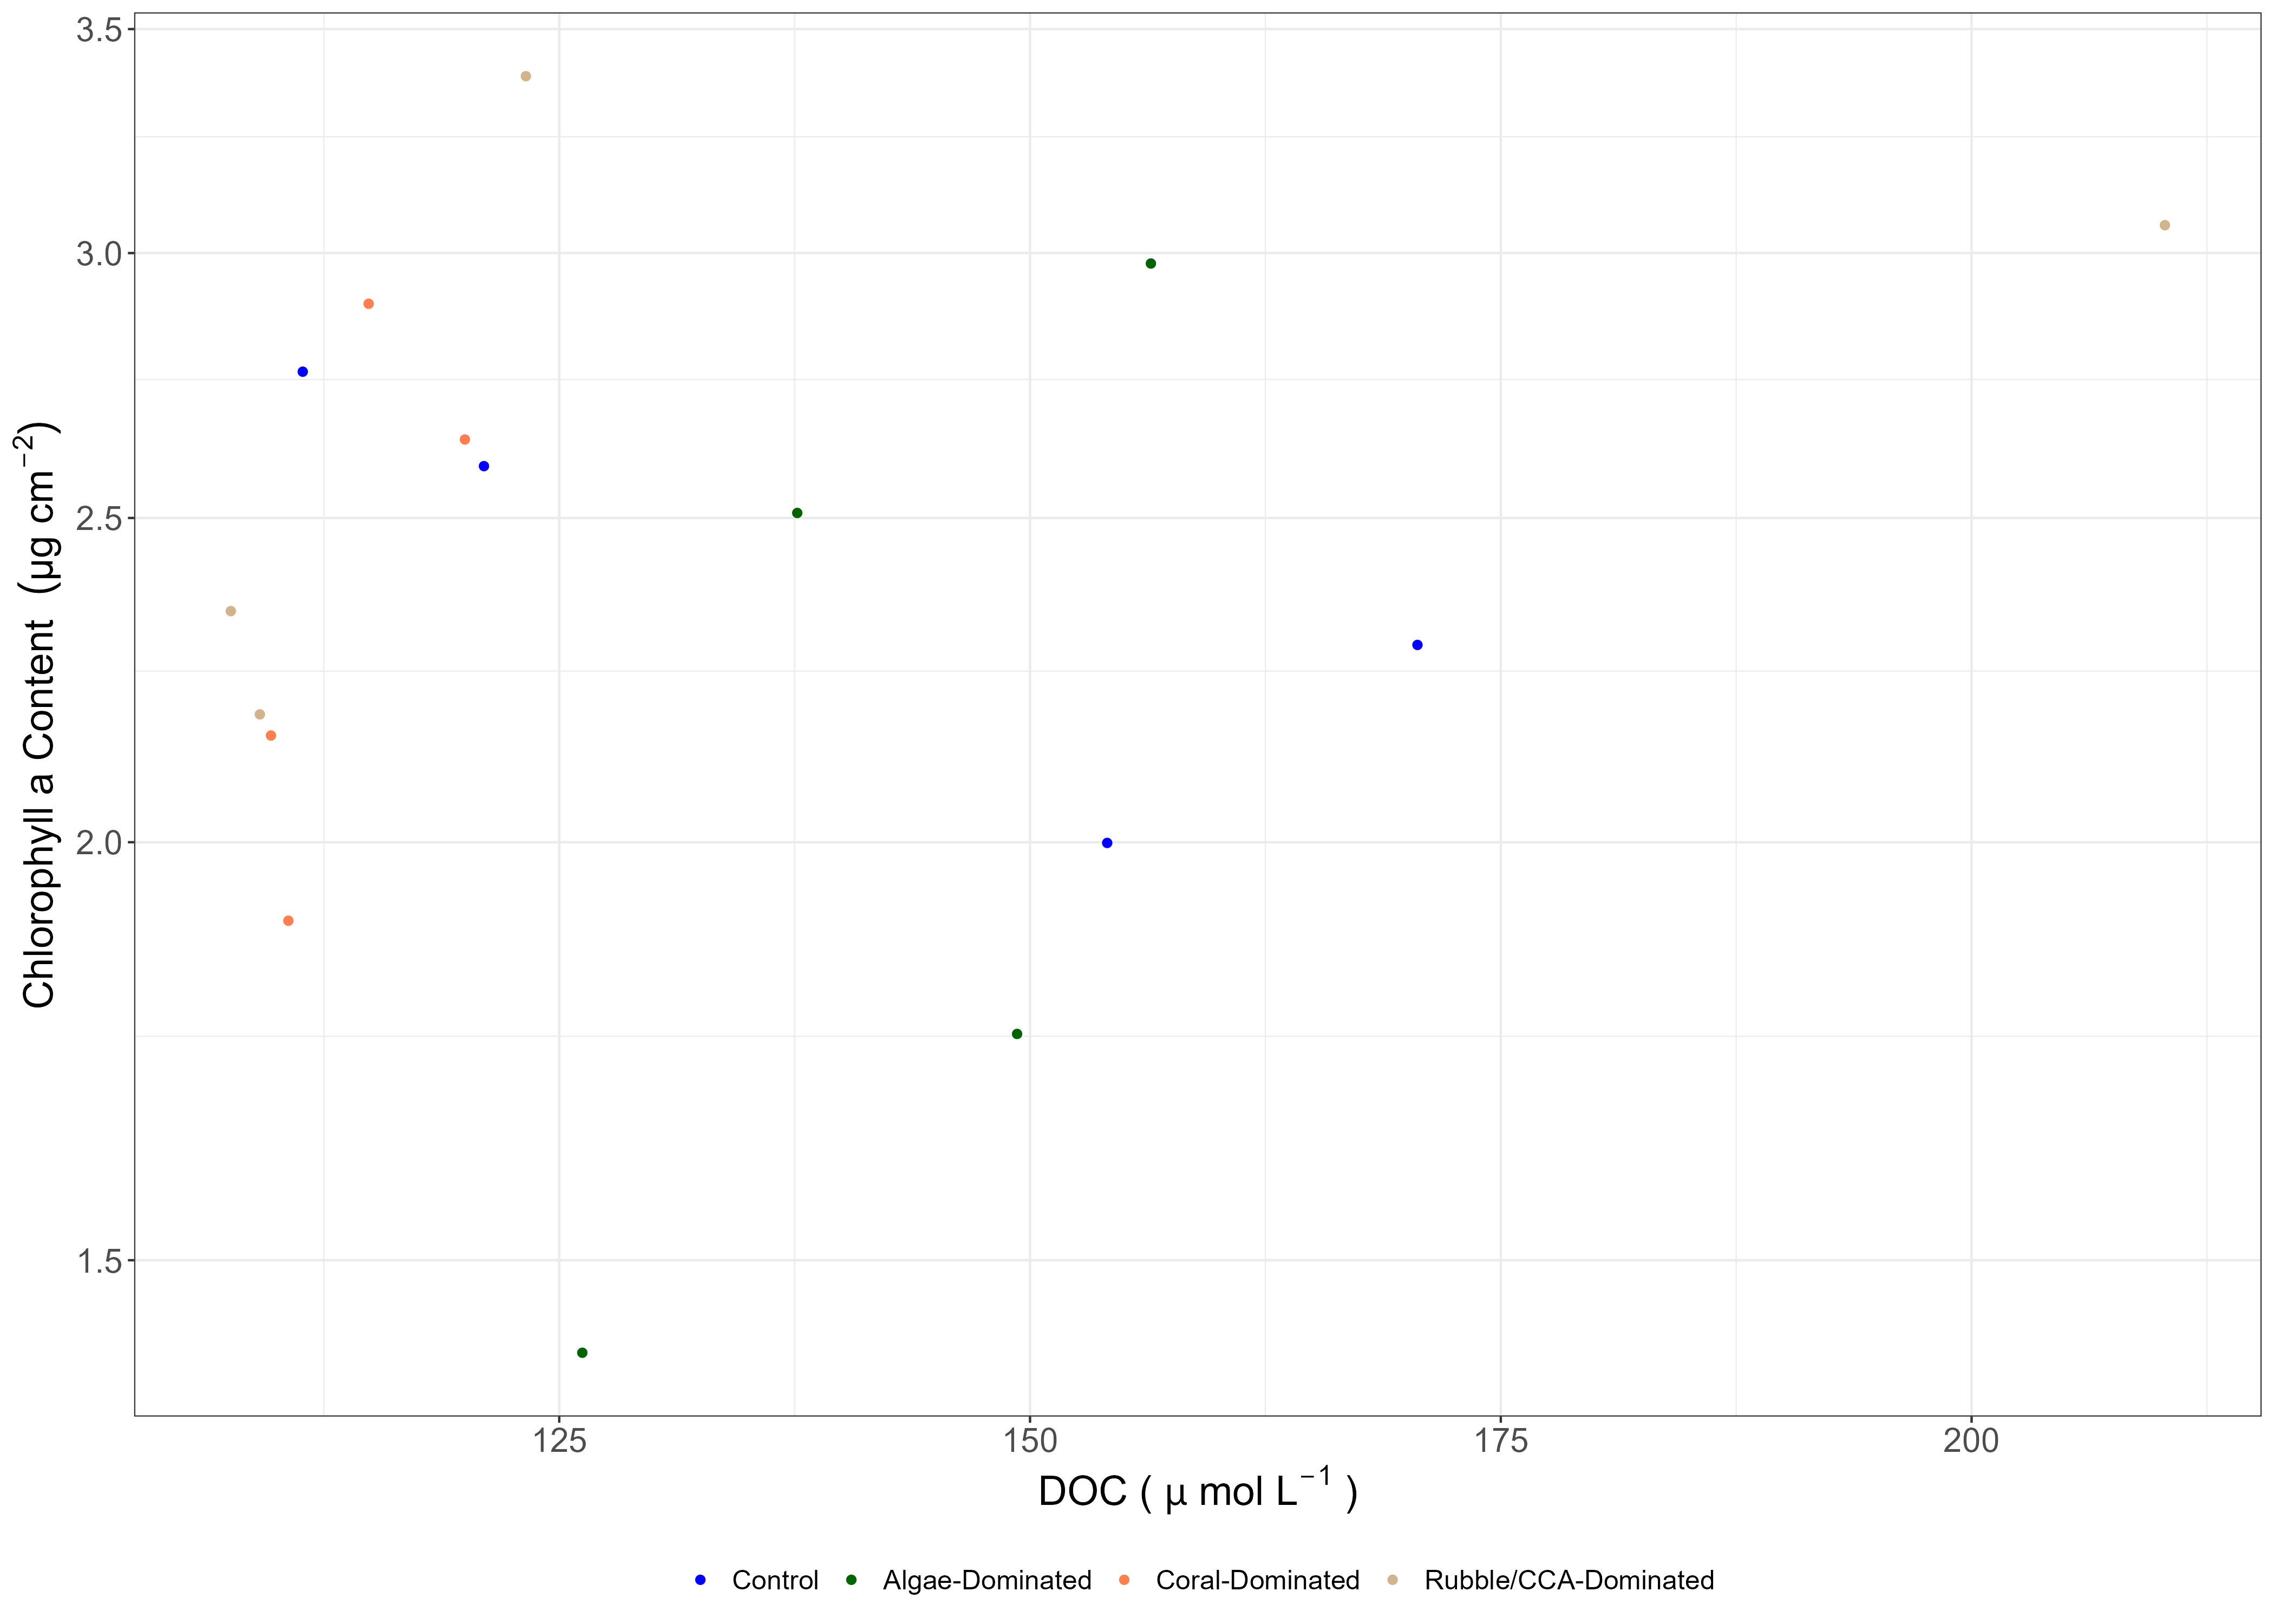 3.5
3.0
2.5
2.0
1.5
Chlorophyll a Content (µg cm⁻²)
125 150 175 200
DOC ( µ mol L⁻¹ )
Control Algae-Dominated Coral-Dominated Rubble/CCA-Dominated